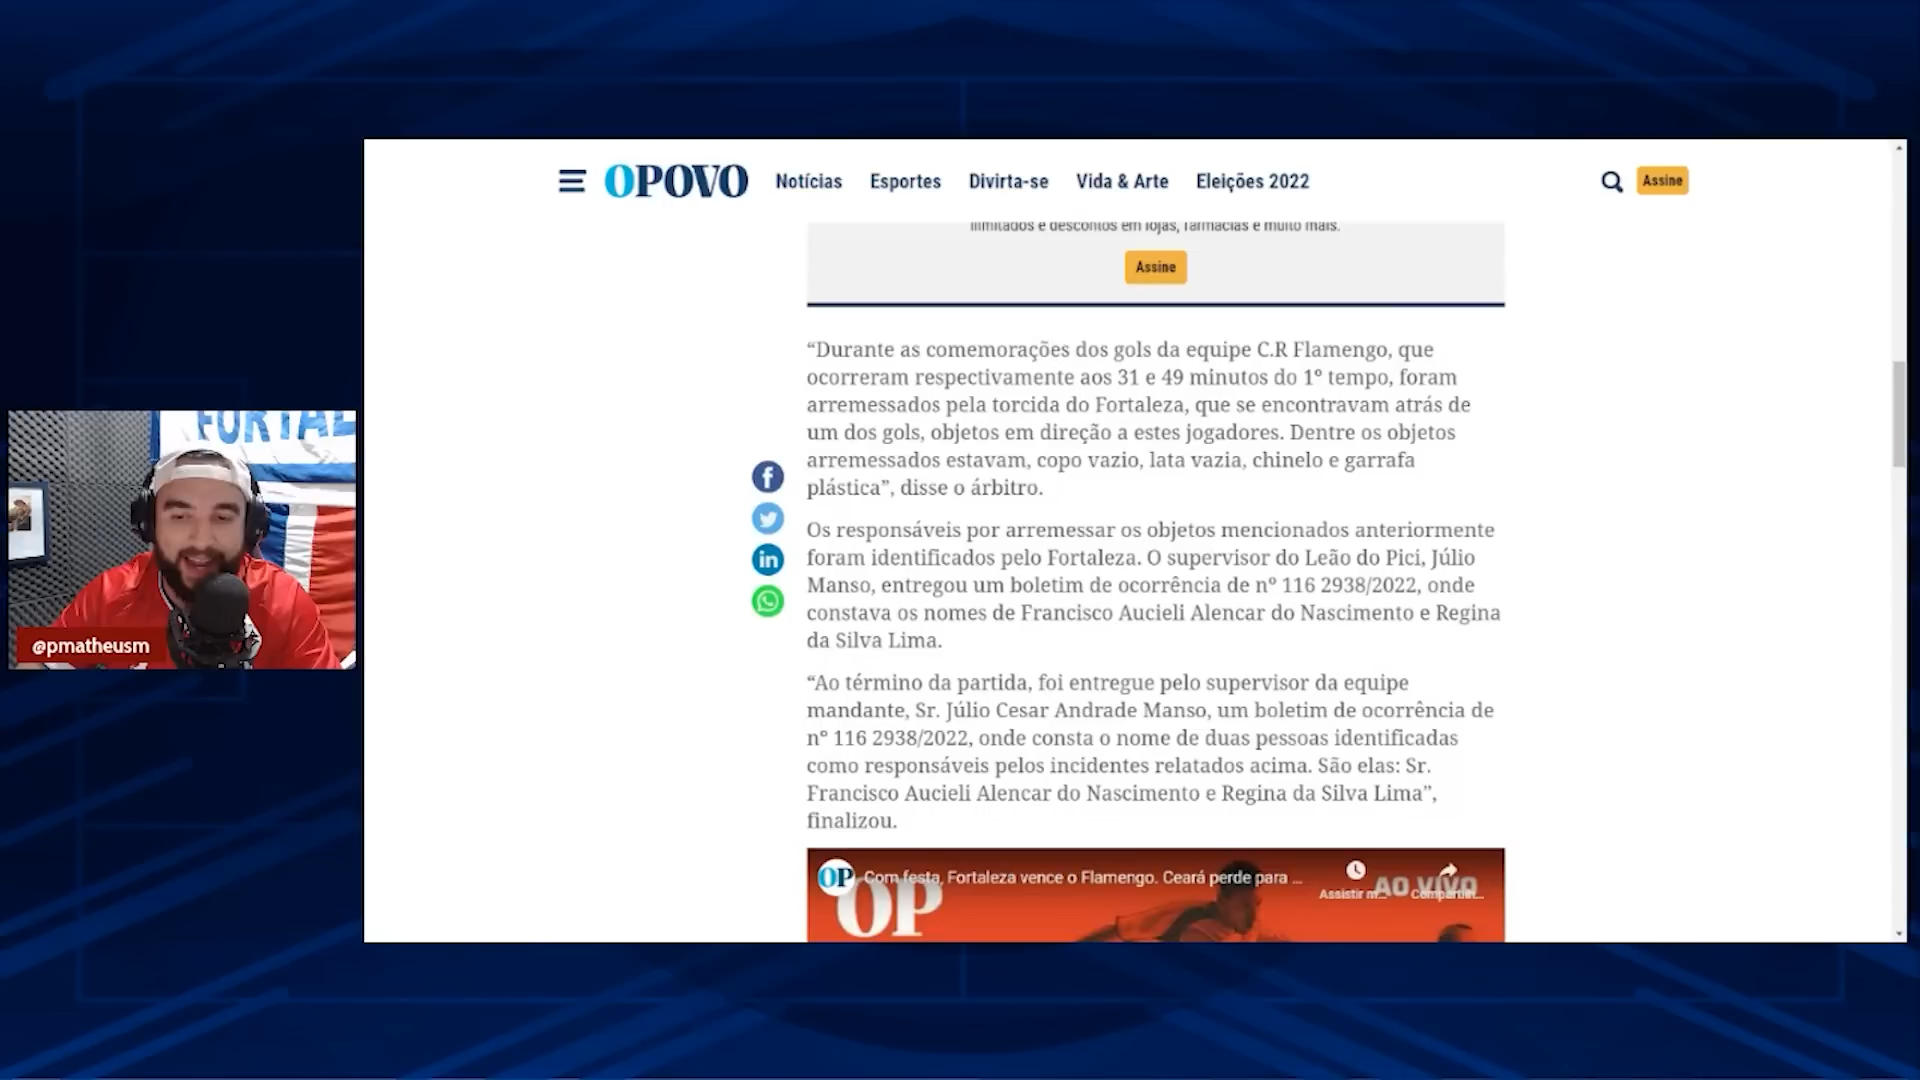 OPOVO
Notícias
Esportes
Divirta-se
Vida & Arte
Eleições 2022
Assine
ilimitados e descontos em lojas, farmácias e muito mais.
Assine
“Durante as comemorações dos gols da equipe C.R Flamengo, que
ocorreram respectivamente aos 31 e 49 minutos do 1º tempo, foram
arremessados pela torcida do Fortaleza, que se encontravam atrás de
um dos gols, objetos em direção a estes jogadores. Dentre os objetos
arremessados estavam, copo vazio, lata vazia, chinelo e garrafa
plástica”, disse o árbitro.
Os responsáveis por arremessar os objetos mencionados anteriormente
foram identificados pelo Fortaleza. O supervisor do Leão do Pici, Júlio
Manso, entregou um boletim de ocorrência de nº 116 2938/2022, onde
constava os nomes de Francisco Aucieli Alencar do Nascimento e Regina
da Silva Lima.
“Ao término da partida, foi entregue pelo supervisor da equipe
mandante, Sr. Júlio Cesar Andrade Manso, um boletim de ocorrência de
nº 116 2938/2022, onde consta o nome de duas pessoas identificadas
como responsáveis pelos incidentes relatados acima. São elas: Sr.
Francisco Aucieli Alencar do Nascimento e Regina da Silva Lima”,
finalizou.
OP Com festa, Fortaleza vence o Flamengo. Ceará perde para ...
Assistir m...
AO VIVO
OP
FORTAL
@pmatheusm